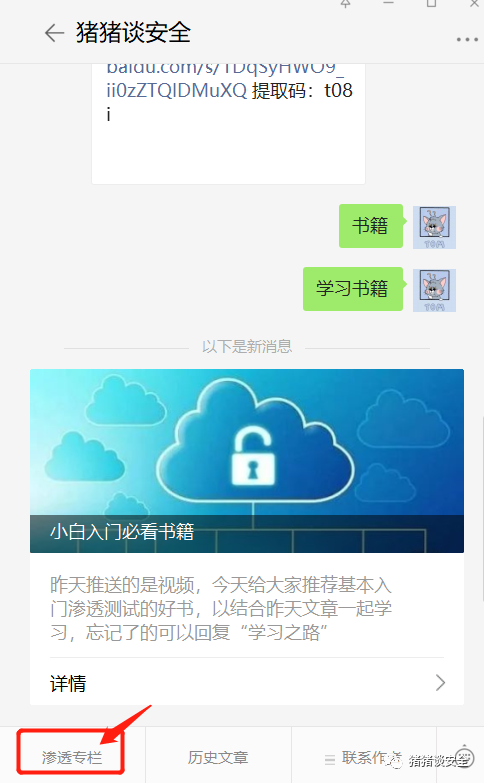 猪猪谈安全
baidu.com/s/1DqSyHWO9_
ii0zZTQIDMuXQ 提取码：t08
i
书籍
学习书籍
以下是新消息
小白入门必看书籍
昨天推送的是视频，今天给大家推荐基本入
门渗透测试的好书，以结合昨天文章一起学
习，忘记了的可以回复“学习之路”
详情
渗透专栏
历史文章
联系作
猪猪谈安全